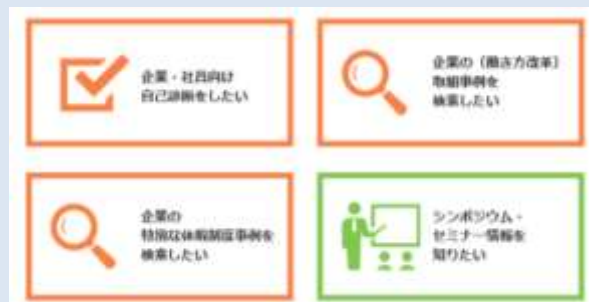 企業・社員向け
自己診断をしたい
企業の（働き方改革）
取組事例を
検索したい
企業の
特別な休暇制度事例を
検索したい
シンポジウム・
セミナー情報を
知りたい